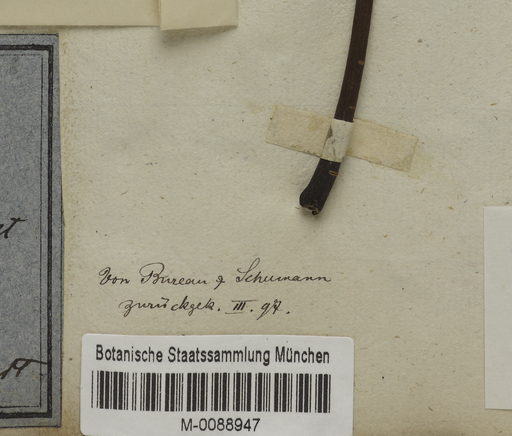 Von Bureau & Schumann
zurückgek. III. 97.
Botanische Staatssammlung München
M-0088947